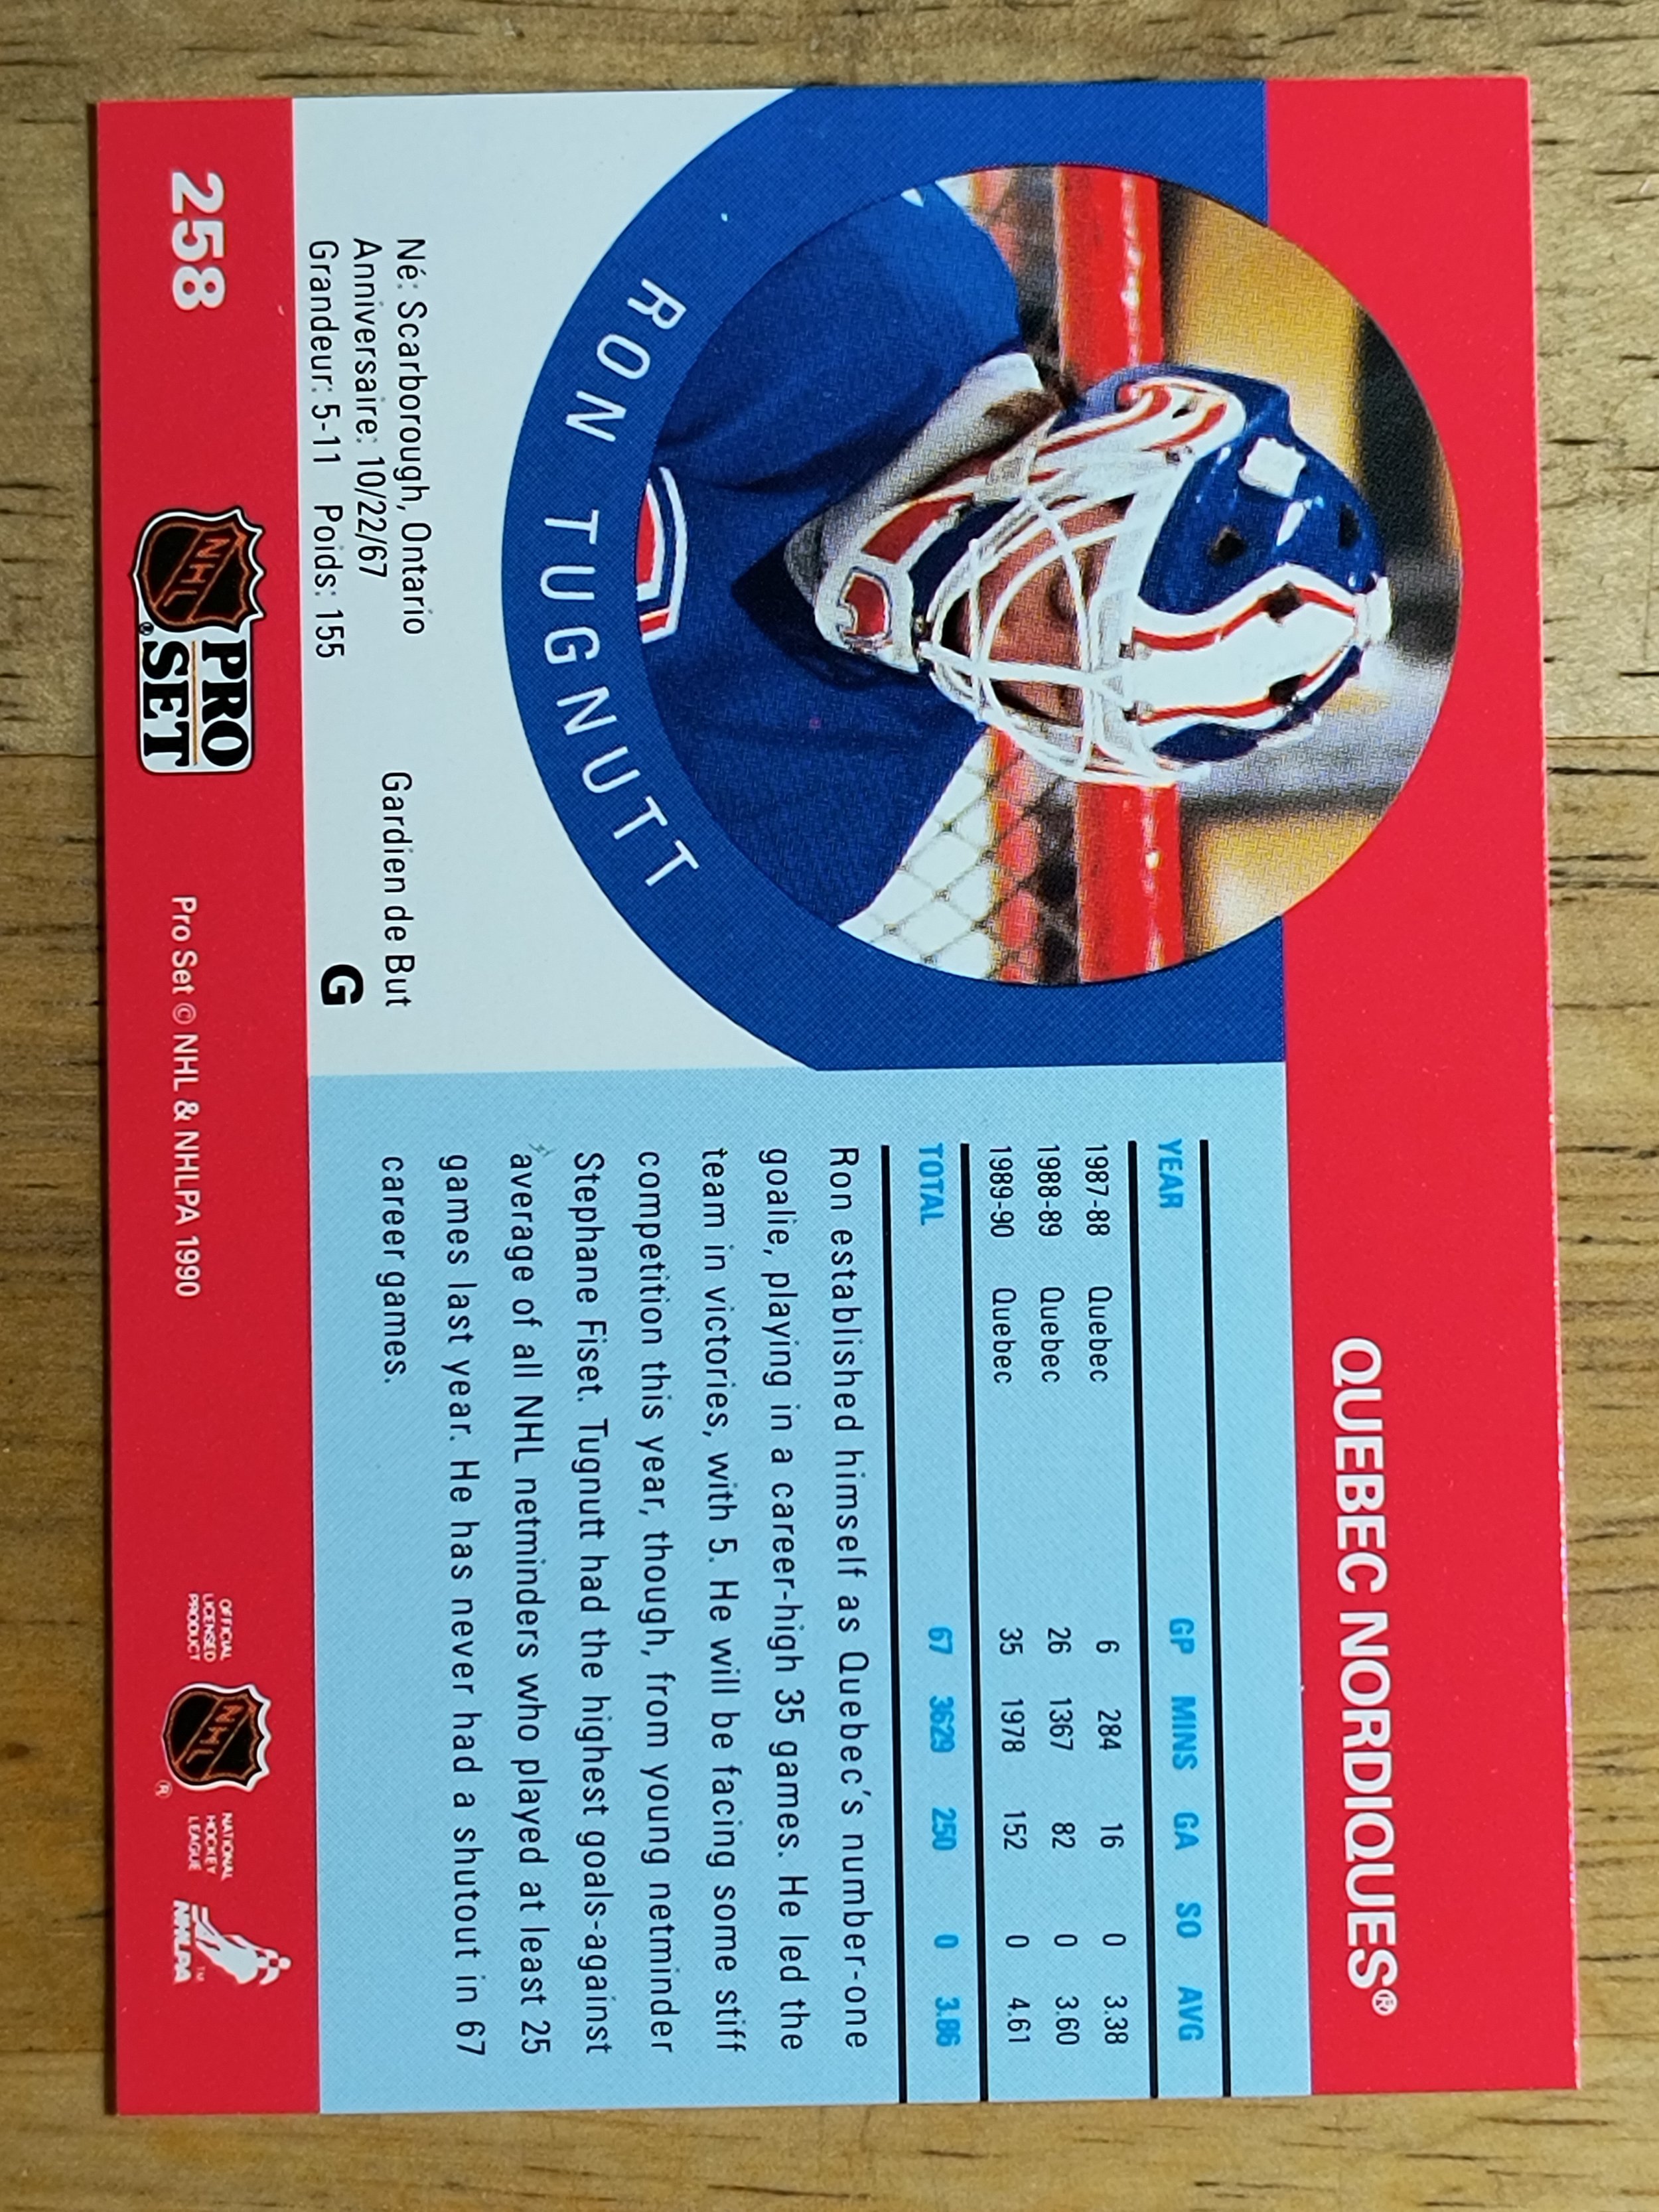 QUEBEC NORDIQUES®
RON TUGNUTT
Né: Scarborough, Ontario
Anniversaire: 10/22/67
Grandeur: 5-11 Poids: 155
Gardien de But
G
YEAR GP MINS GA SO AVG
1987-88 Quebec 6 284 16 0 3.38
1988-89 Quebec 26 1367 82 0 3.60
1989-90 Quebec 35 1978 152 0 4.61
TOTAL 67 3629 250 0 3.86
Ron established himself as Quebec's number-one
goalie, playing in a career-high 35 games. He led the
team in victories, with 5. He will be facing some stiff
competition this year, though, from young netminder
Stephane Fiset. Tugnutt had the highest goals-against
average of all NHL netminders who played at least 25
games last year. He has never had a shutout in 67
career games.
258
NHL
®
PRO
SET
Pro Set © NHL & NHLPA 1990
OFFICIAL
LICENSED
PRODUCT
NHL
®
NATIONAL
HOCKEY
LEAGUE
NHLPA
TM